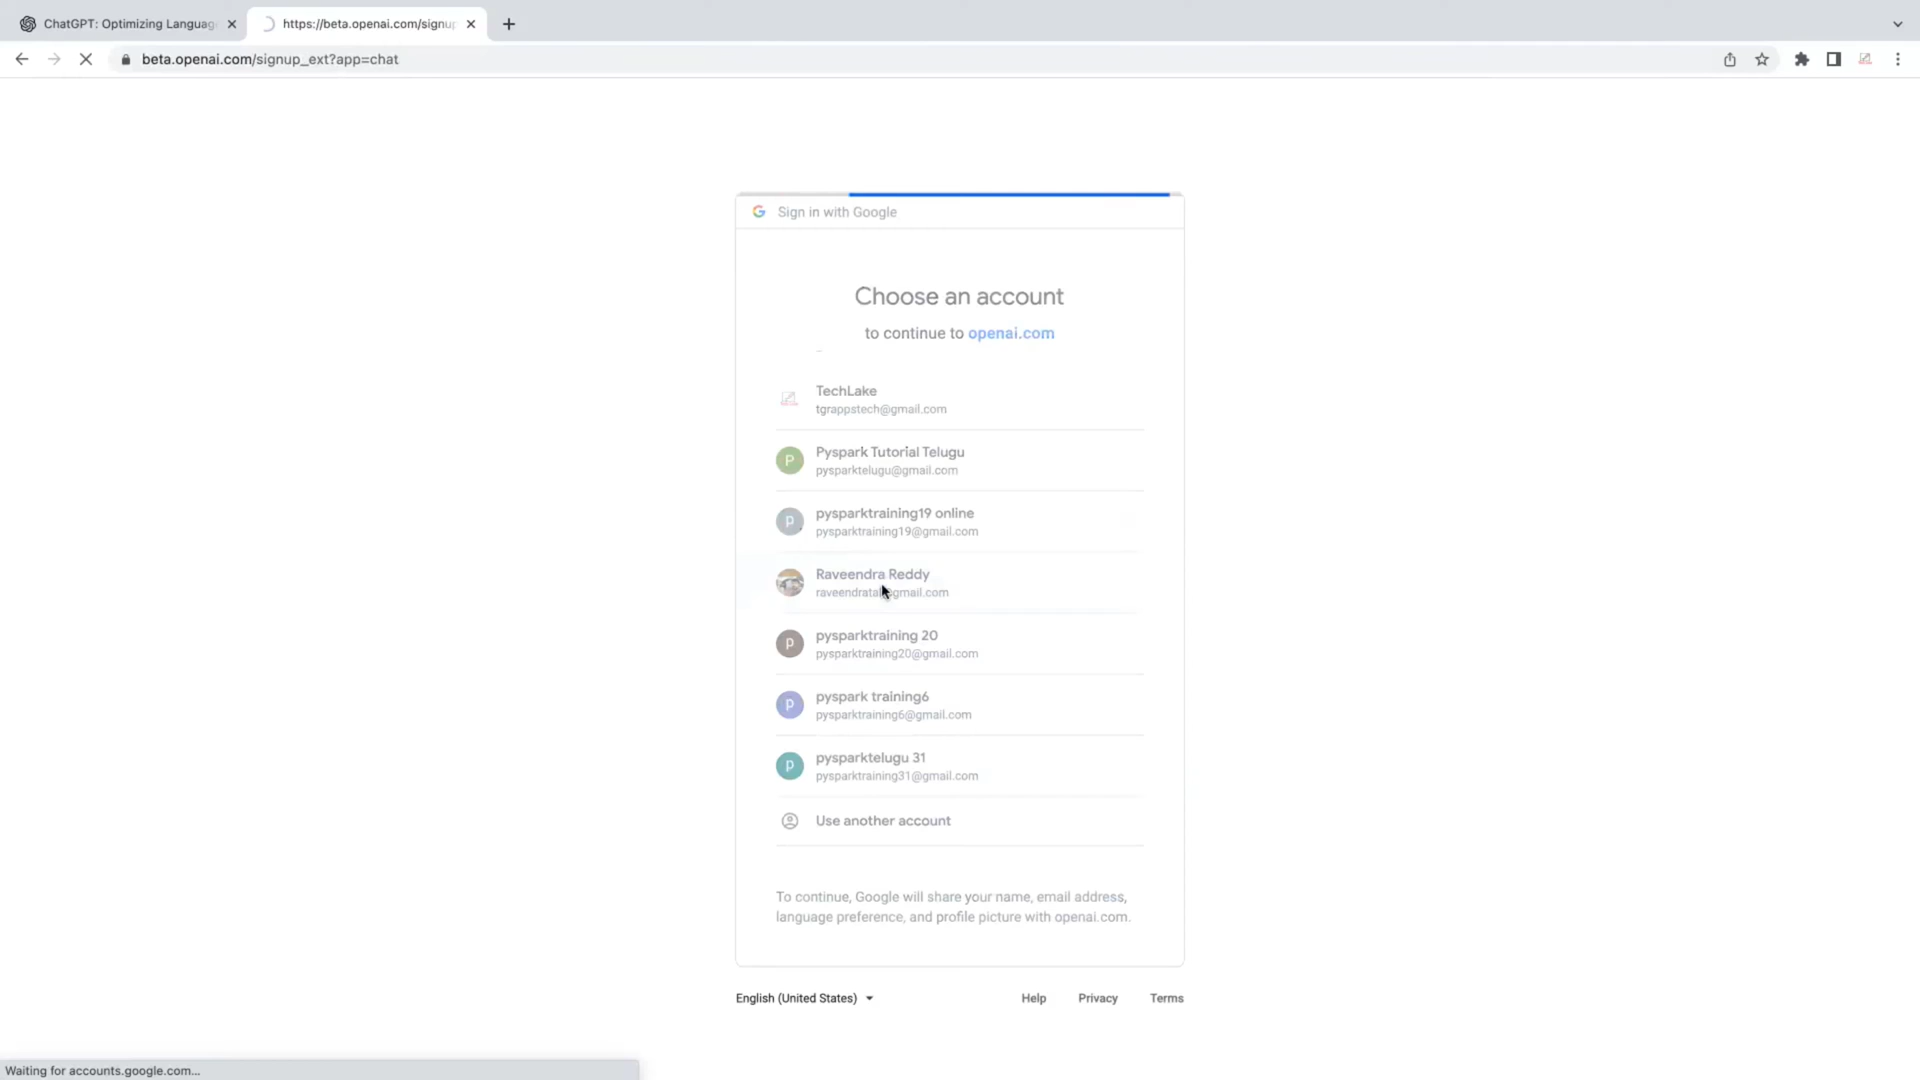 ChatGPT: Optimizing Languag
https://beta.openai.com/signup
beta.openai.com/signup_ext?app=chat
Sign in with Google
Choose an account
to continue to openai.com
TechLake
tgrappstech@gmail.com
P
Pyspark Tutorial Telugu
pysparktelugu@gmail.com
p
pysparktraining19 online
pysparktraining19@gmail.com
Raveendra Reddy
gmail.com
p
pysparktraining 20
pysparktraining20@gmail.com
p
pyspark training6
pysparktraining6@gmail.com
p
pysparktelugu 31
pysparktraining31@gmail.com
Use another account
To continue, Google will share your name, email address,
language preference, and profile picture with openai.com.
English (United States)
Help
Privacy
Terms
Waiting for accounts.google.com...